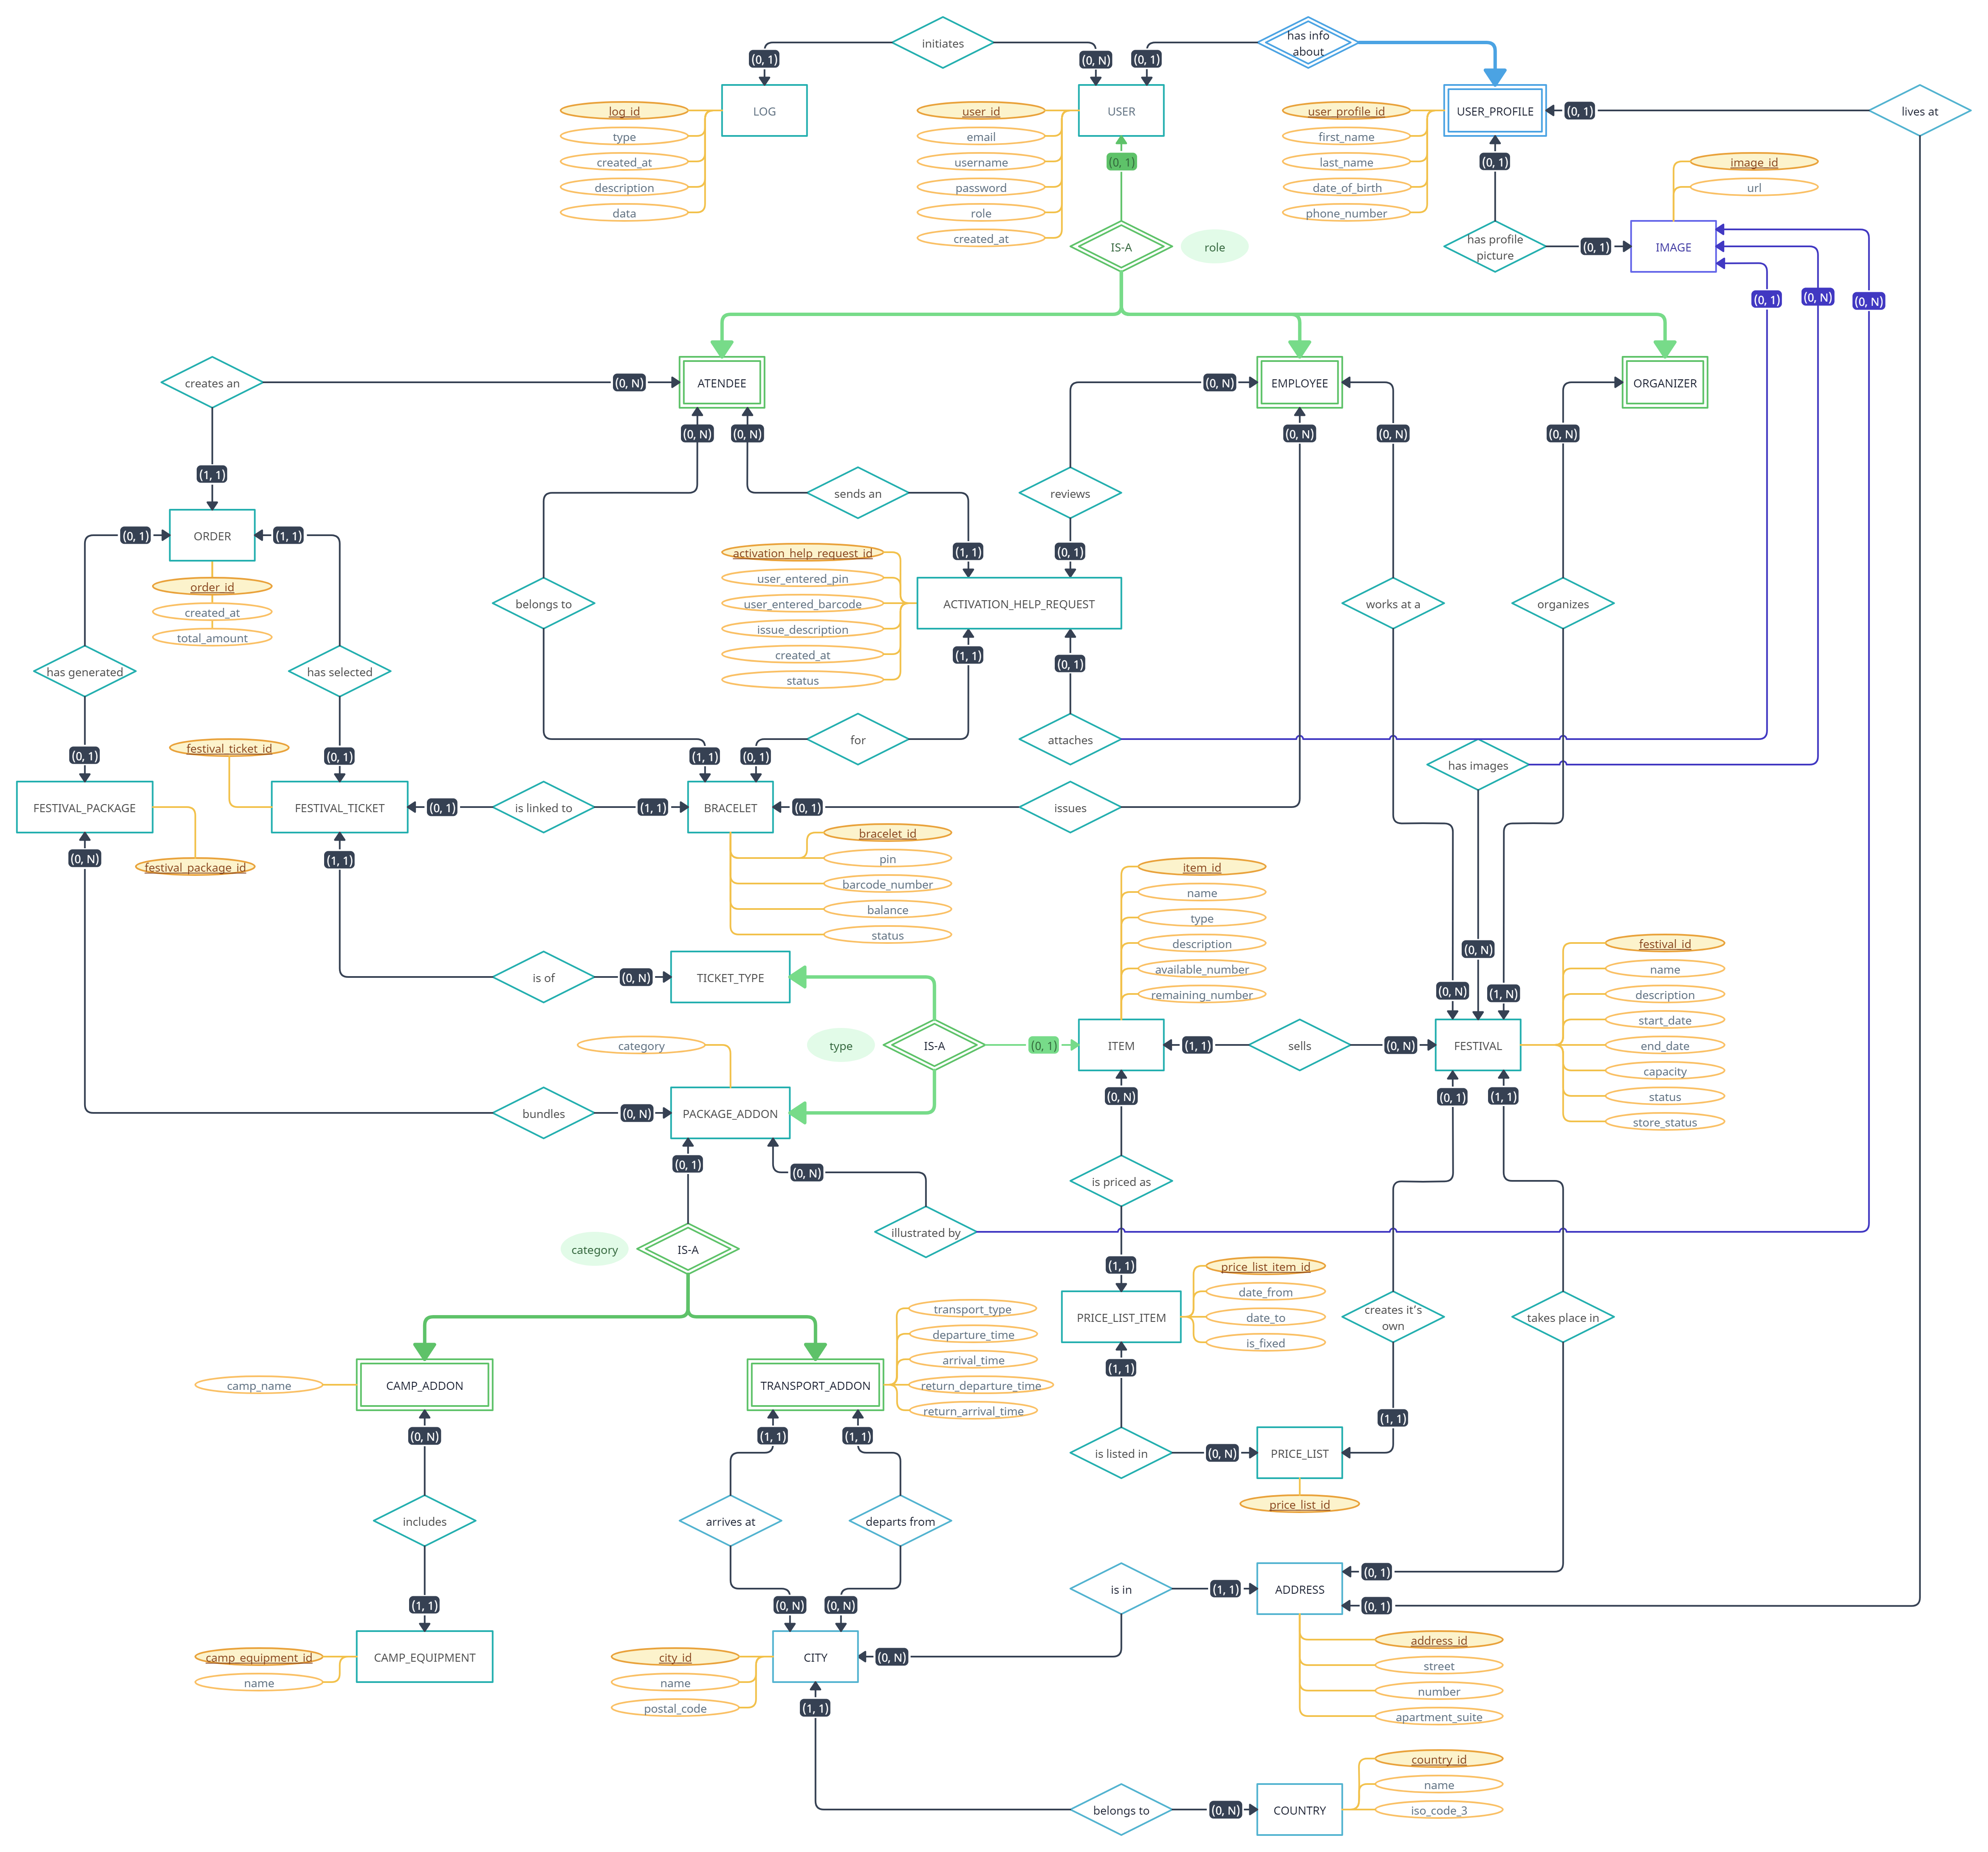 initiates
has info
about
(0, 1)
(0, N)
(0, 1)
LOG
USER
USER_PROFILE
(0, 1)
lives at
log_id
type
created_at
description
data
user_id
email
username
password
role
created_at
user_profile_id
first_name
last_name
date_of_birth
phone_number
(0, 1)
(0, 1)
image_id
url
IS-A
role
has profile
picture
(0, 1)
IMAGE
(0, 1)
(0, N)
(0, N)
creates an
(0, N)
ATENDEE
(0, N)
EMPLOYEE
ORGANIZER
(0, N)
(0, N)
(0, N)
(0, N)
(0, N)
(1, 1)
sends an
reviews
ORDER
(0, 1)
(1, 1)
(1, 1)
(0, 1)
order_id
created_at
total_amount
belongs to
activation_help_request_id
user_entered_pin
user_entered_barcode
issue_description
created_at
status
ACTIVATION_HELP_REQUEST
works at a
organizes
has generated
has selected
(1, 1)
(0, 1)
festival_ticket_id
(0, 1)
(0, 1)
(1, 1)
(0, 1)
for
attaches
has images
FESTIVAL_PACKAGE
FESTIVAL_TICKET
(0, 1)
is linked to
(1, 1)
BRACELET
(0, 1)
issues
(0, N)
festival_package_id
(1, 1)
bracelet_id
pin
barcode_number
balance
status
item_id
name
type
description
available_number
remaining_number
is of
(0, N)
TICKET_TYPE
(0, N)
(0, N)
(1, N)
festival_id
name
description
start_date
end_date
capacity
status
store_status
category
type
IS-A
(0, 1)
ITEM
(1, 1)
sells
(0, N)
FESTIVAL
bundles
(0, N)
PACKAGE_ADDON
(0, N)
(0, 1)
(1, 1)
(0, 1)
(0, N)
is priced as
illustrated by
category
IS-A
(1, 1)
price_list_item_id
date_from
date_to
is_fixed
PRICE_LIST_ITEM
creates it's
own
takes place in
transport_type
departure_time
arrival_time
return_departure_time
return_arrival_time
camp_name
CAMP_ADDON
TRANSPORT_ADDON
(1, 1)
(0, N)
(1, 1)
(1, 1)
(1, 1)
is listed in
(0, N)
PRICE_LIST
price_list_id
includes
arrives at
departs from
(1, 1)
(0, N)
(0, N)
is in
(1, 1)
ADDRESS
(0, 1)
(0, 1)
camp_equipment_id
name
CAMP_EQUIPMENT
city_id
name
postal_code
CITY
(0, N)
address_id
street
number
apartment_suite
(1, 1)
belongs to
(0, N)
COUNTRY
country_id
name
iso_code_3